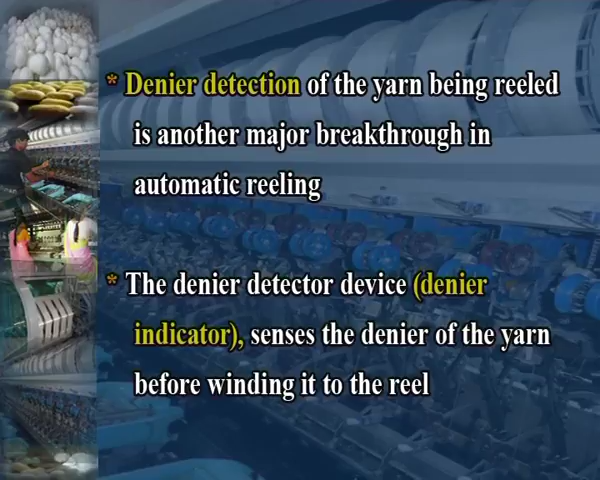 * Denier detection of the yarn being reeled
is another major breakthrough in
automatic reeling
* The denier detector device (denier
indicator), senses the denier of the yarn
before winding it to the reel